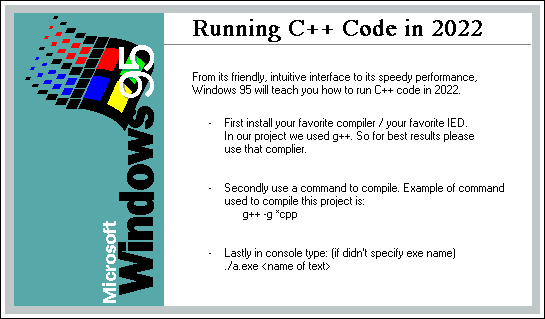 Running C++ Code in 2022
From its friendly, intuitive interface to its speedy performance,
Windows 95 will teach you how to run C++ code in 2022.
- First install your favorite compiler / your favorite IED.
In our project we used g++. So for best results please
use that complier.
- Secondly use a command to compile. Example of command
used to compile this project is:
g++ -g *cpp
- Lastly in console type: (if didn't specify exe name)
./a.exe <name of text>
Microsoft
Windows 95